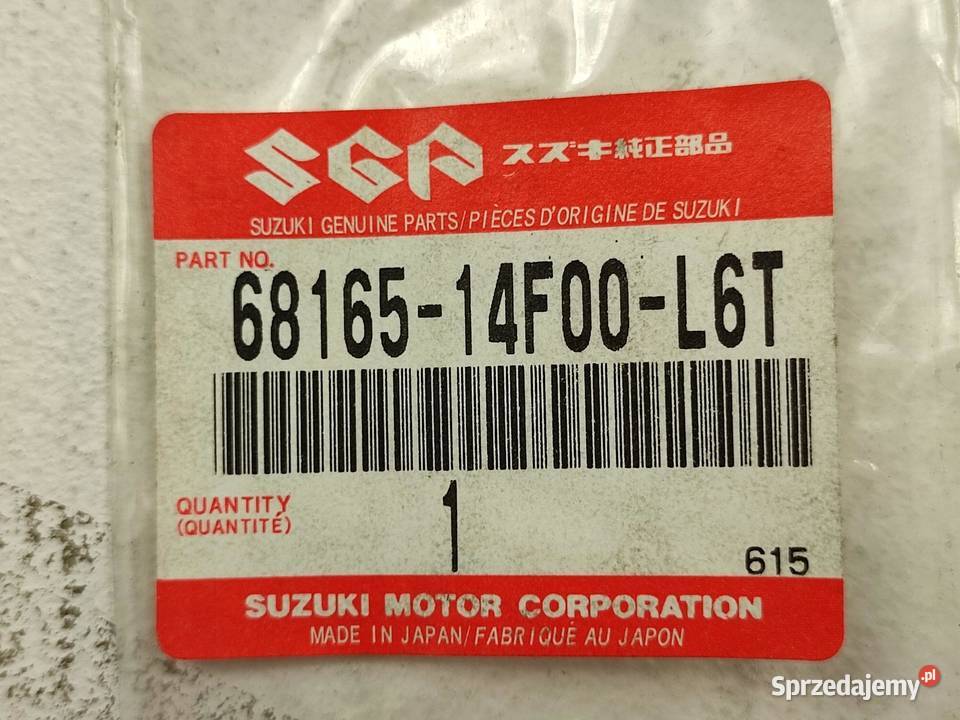 SGP スズキ純正部品
SUZUKI GENUINE PARTS/PIÈCES D'ORIGINE DE SUZUKI
PART NO.
68165-14F00-L6T
QUANTITY
(QUANTITÉ)
1
615
SUZUKI MOTOR CORPORATION
MADE IN JAPAN/FABRIQUÉ AU JAPON
Sprzedajemy.pl